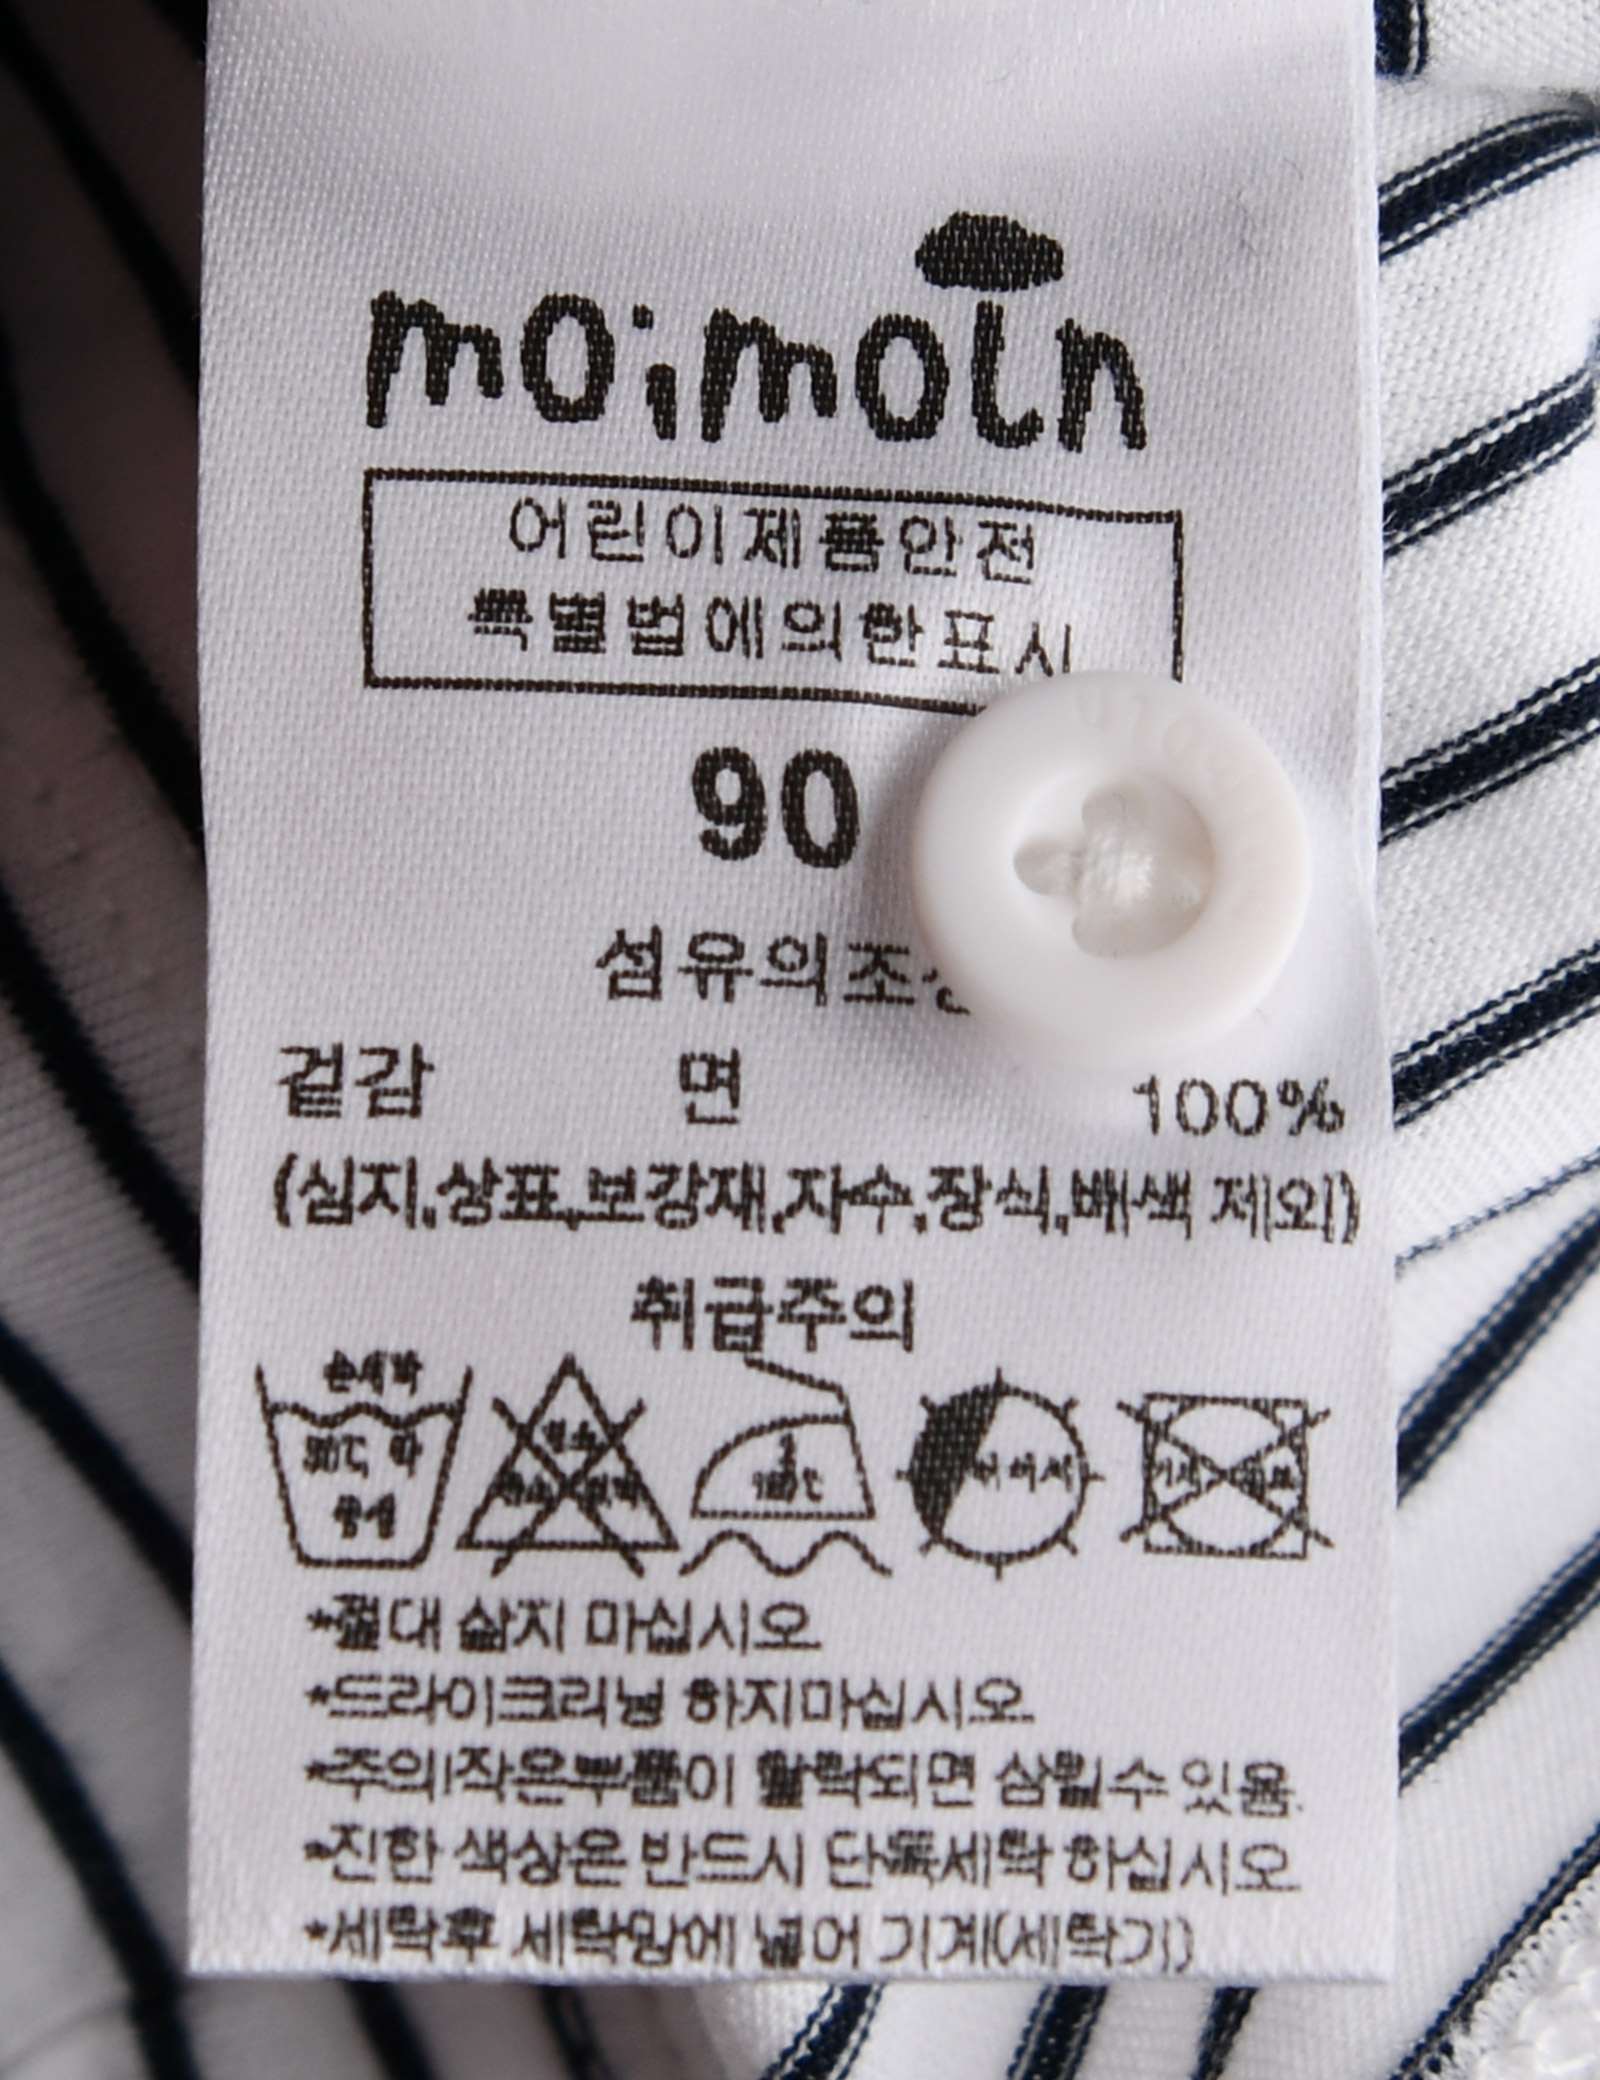 moimoln
어린이제품안전
특별법에의한표시
90
섬유의조
겉감 면 100%
(심지,상표,보강재,자수,장식,배색 제외)
취급주의
손세탁
30℃ 약
중성
염소
180℃
*절대 삶지 마십시오
*드라이크리닝 하지마십시오.
*주의!작은부품이 탈락되면 삼킬수 있음.
*진한 색상은 반드시 단독세탁 하십시오
*세탁후 세탁망에 넣어 기계(세탁기)